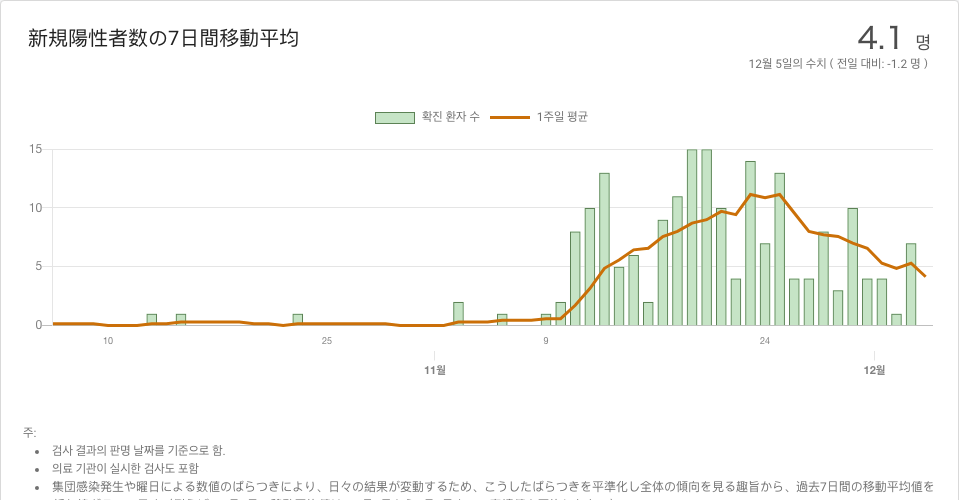 新規陽性者数の7日間移動平均
4.1 名
12월 5일의 수치 ( 전일 대비: -1.2 명 )
확진 환자 수 1주일 평균
15
10
5
0
10 25 9 24
11월 12월
주:
검사 결과의 판명 날짜를 기준으로 함.
의료 기관이 실시한 검사도 포함
集団感染発生や曜日による数値のばらつきにより、日々の結果が変動するため、こうしたばらつきを平準化し全体の傾向を見る趣旨から、過去7日間の移動平均値を